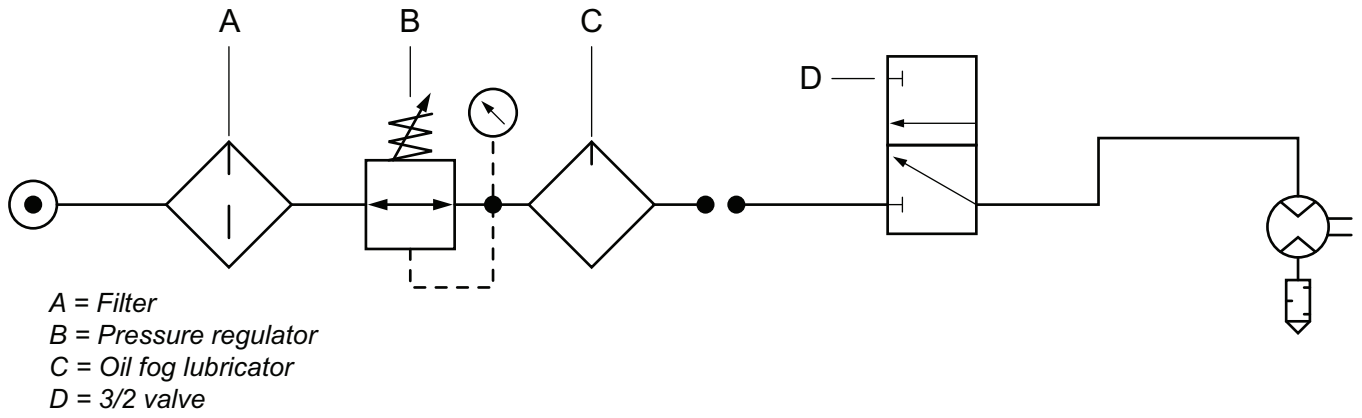 A
B
C
D
A = Filter
B = Pressure regulator
C = Oil fog lubricator
D = 3/2 valve